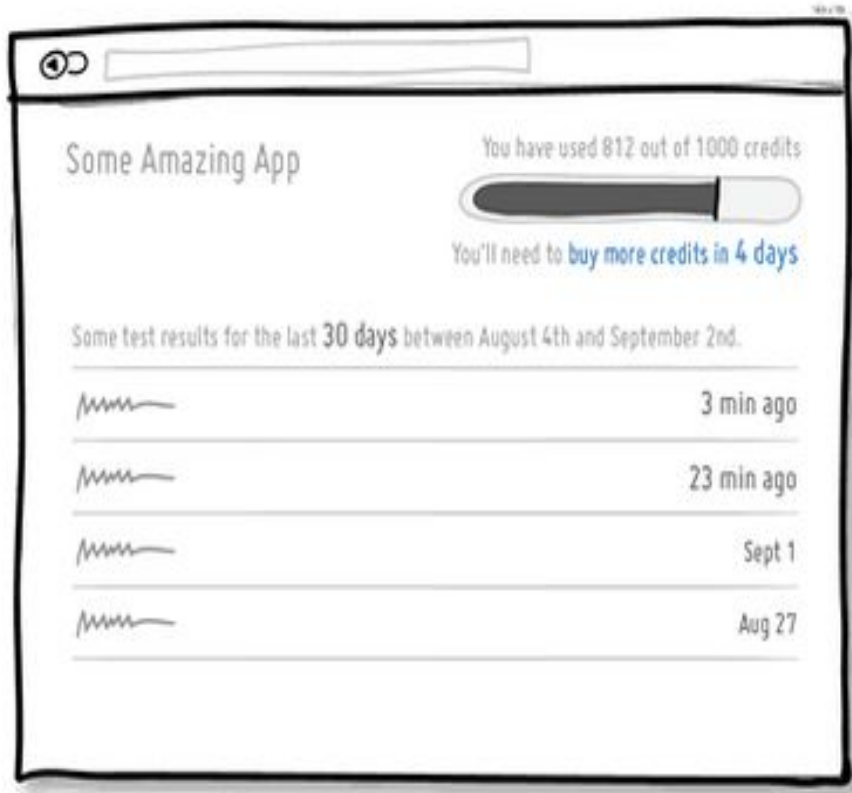 Some Amazing App
You have used 812 out of 1000 credits
You'll need to buy more credits in 4 days
Some test results for the last 30 days between August 4th and September 2nd.
3 min ago
23 min ago
Sept 1
Aug 27